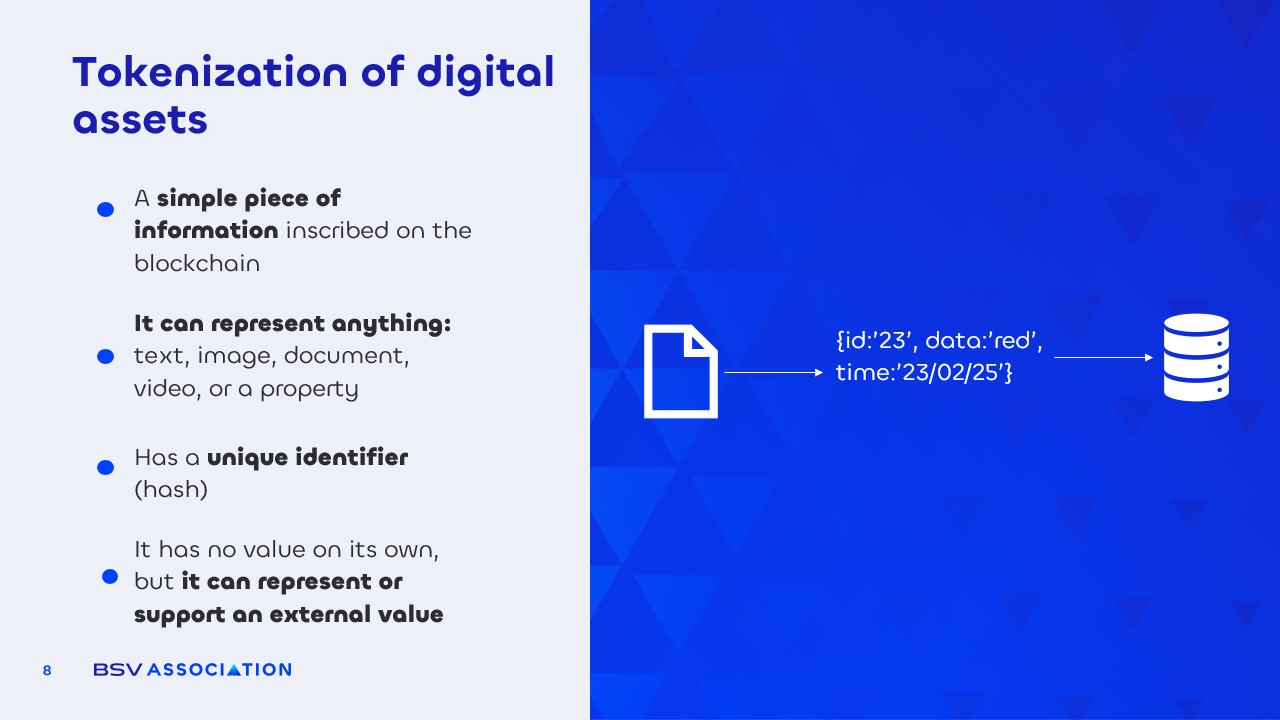 Tokenization of digital
assets
A simple piece of
information inscribed on the
blockchain
It can represent anything:
text, image, document,
video, or a property
Has a unique identifier
(hash)
It has no value on its own,
but it can represent or
support an external value
8
BSV ASSOCIATION
{id:’23’, data:’red’,
time:’23/02/25’}